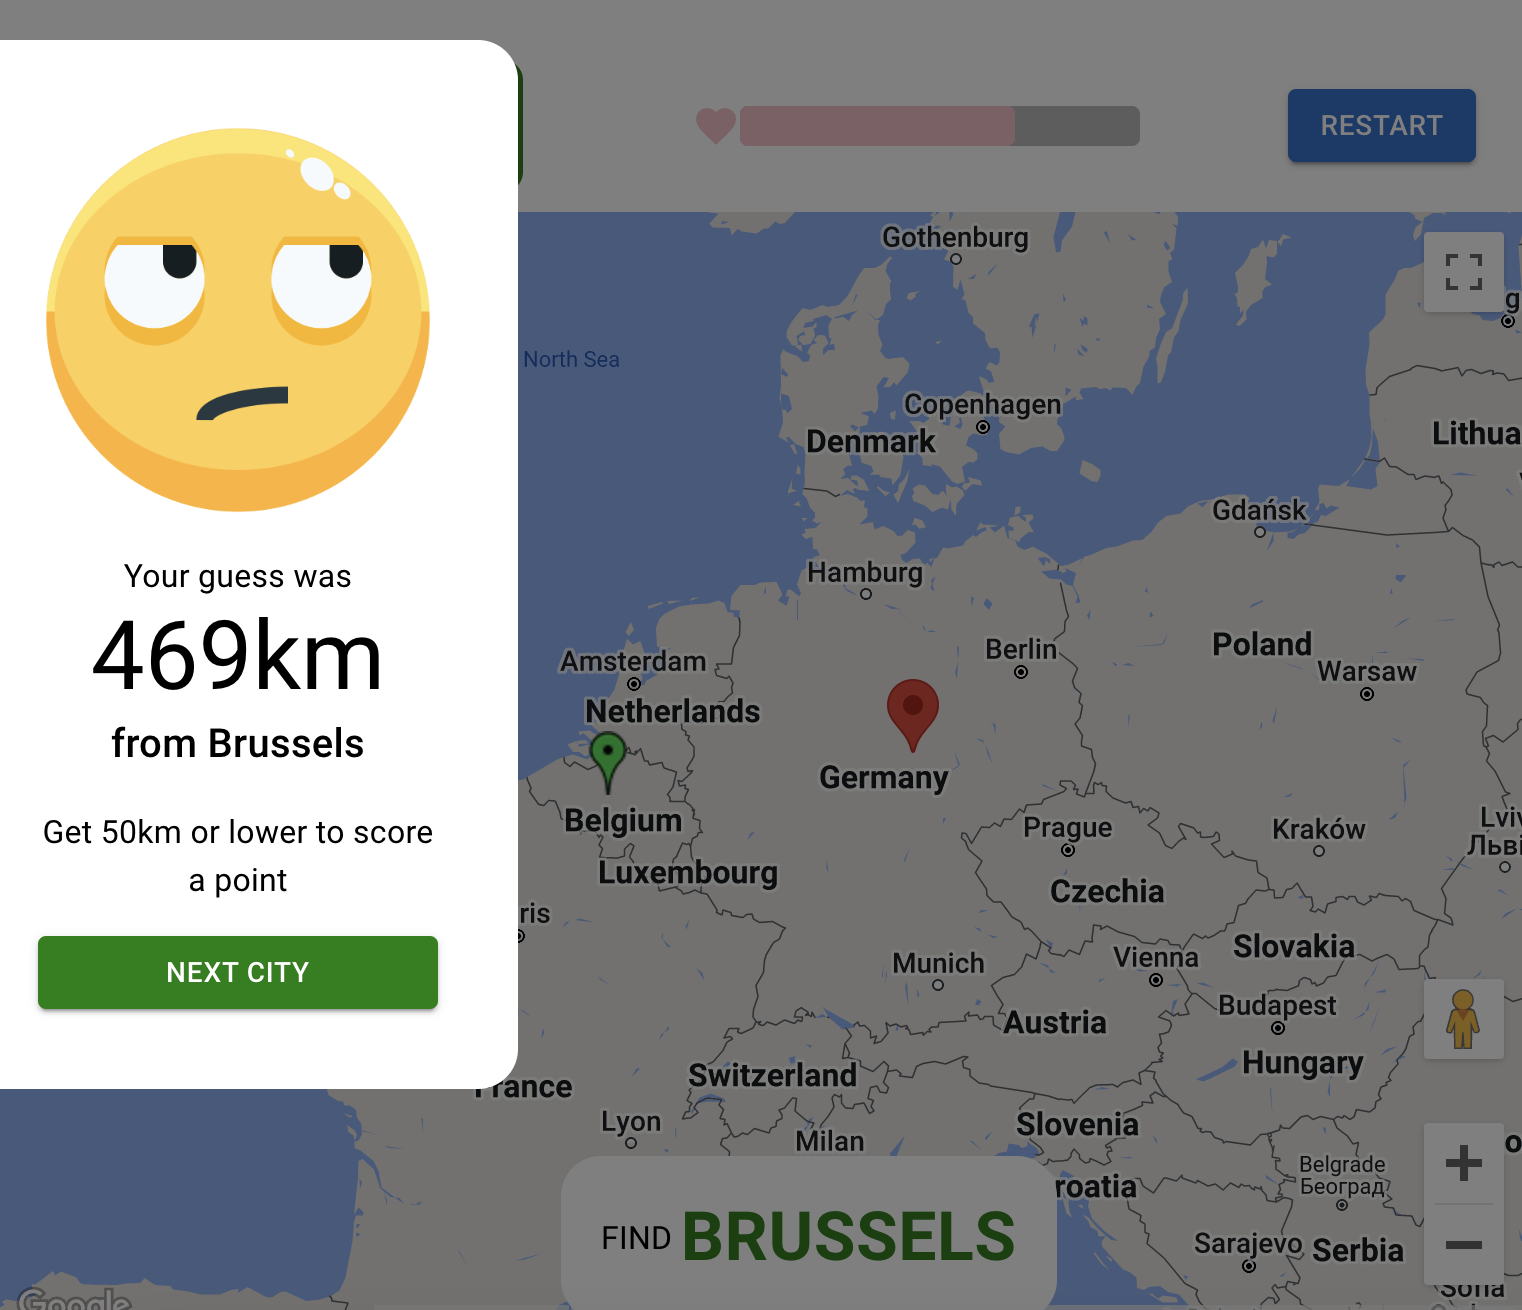 Your guess was
469km
from Brussels
Get 50km or lower to score
a point
NEXT CITY
RESTART
Gothenburg
North Sea
Copenhagen
Denmark
Lithua
Gdańsk
Hamburg
Berlin
Poland
Warsaw
Amsterdam
Netherlands
Germany
Belgium
Prague
Kraków
Lviv
Льві
Luxembourg
Czechia
ris
Slovakia
Vienna
Munich
Budapest
Austria
Hungary
Switzerland
France
Lyon
Slovenia
Milan
Belgrade
Београд
roatia
Sarajevo
Serbia
Sofia
FIND BRUSSELS
Google